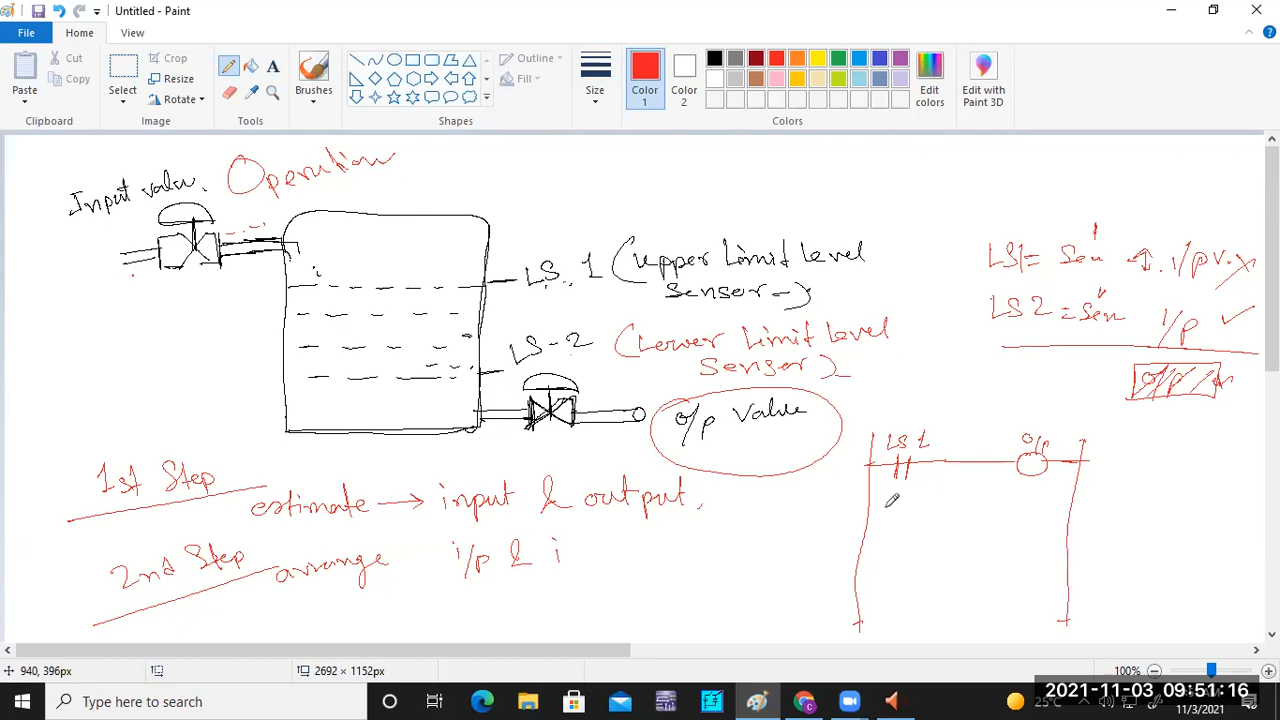 Untitled - Paint
File
Home
View
Paste
Cut
Copy
Clipboard
Select
Crop
Resize
Rotate
Image
A
Tools
Brushes
Outline
Fill
Shapes
Size
Color 1
Color 2
Edit colors
Edit with Paint 3D
Colors
Input valve.
Operation
LS. 1 (upper Limit level
Sensor)
LS-2 (Lower Limit level
Sensor)
o/p valve
LS1 = Sen i/p v. x
LS 2 = Sen i/p ✓
o/p
1st Step
estimate → input & output.
2nd Step
arrange i/p & i
LS 1
O/p
940, 396px
2692 × 1152px
100%
Type here to search
25°C
2021-11-03 09:51:16
11/3/2021